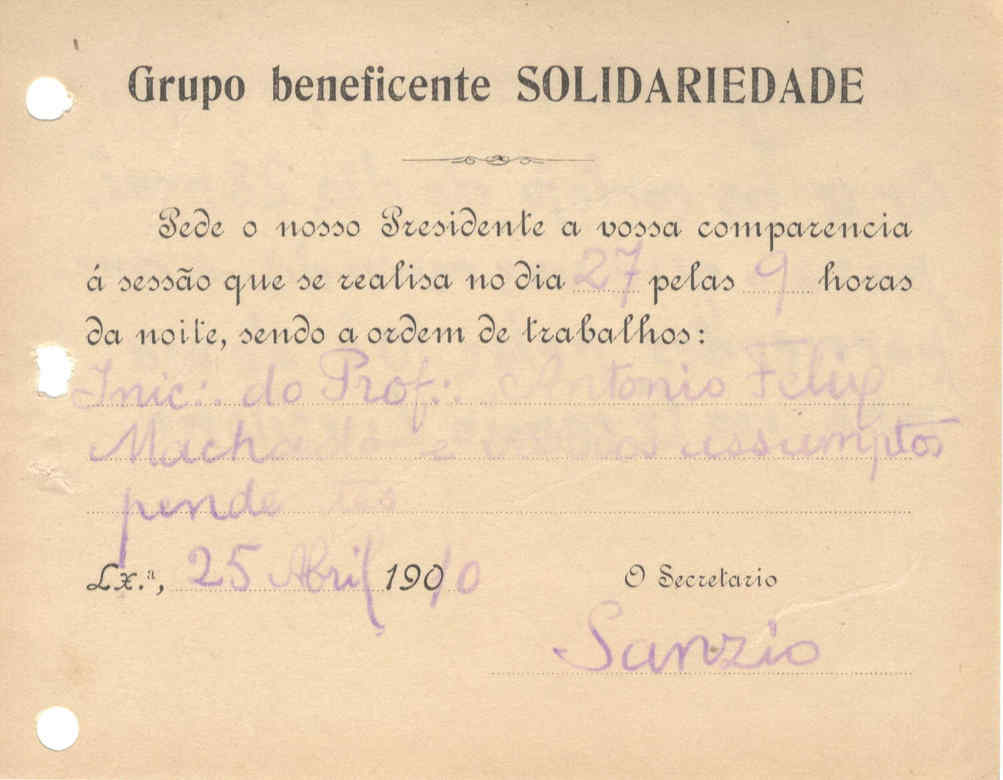 Grupo beneficente SOLIDARIEDADE
Pede o nosso Presidente a vossa comparencia
á sessão que se realisa no dia 27 pelas 9 horas
da noite, sendo a ordem de trabalhos:
Inic:. do Prof:. Antonio Felip
Machado e varios assumptos
pendentes
Lx.ª, 25 Abril 1910
O Secretario
Sanzio